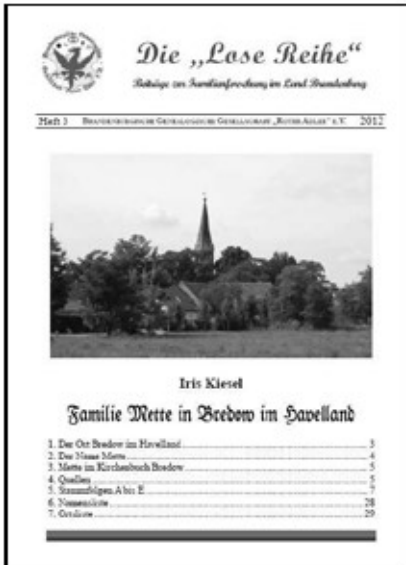 Die „Lose Reihe“
Beiträge zur Familienforschung im Land Brandenburg
Heft 3 BRANDENBURGISCHE GENEALOGISCHE GESELLSCHAFT „ROTER ADLER“ e.V. 2012
Iris Kiesel
Familie Mette in Bredow im Havelland
1. Der Ort Bredow im Havelland 3
2. Der Name Mette 4
3. Mette im Kirchenbuch Bredow 5
4. Quellen 5
5. Stammfolgen A bis E 7
6. Namensliste 28
7. Ortsliste 29